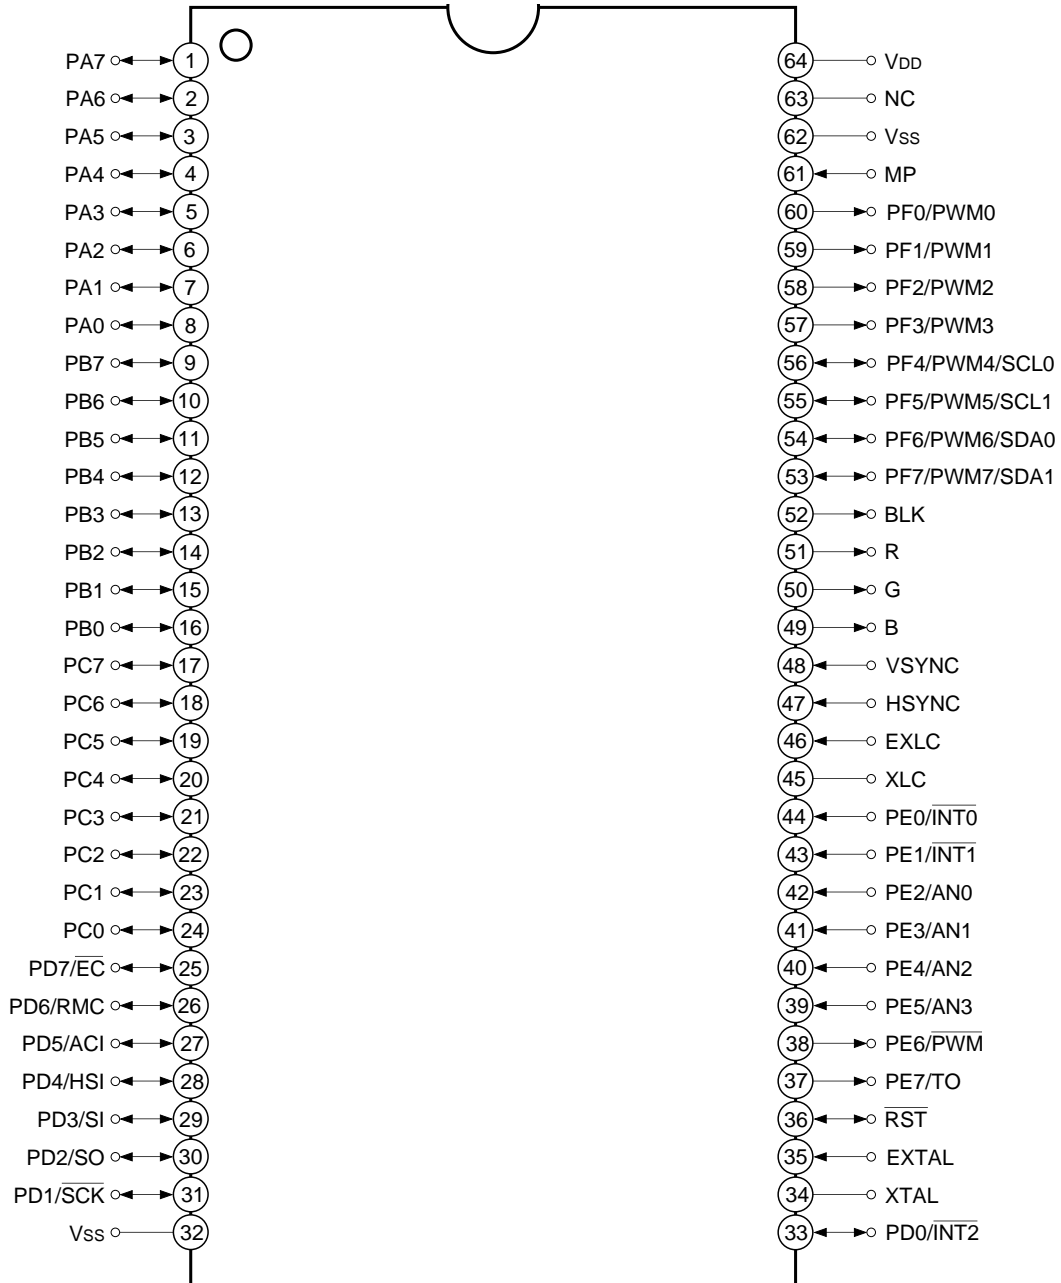 PA7 1 64 VDD
PA6 2 63 NC
PA5 3 62 VSS
PA4 4 61 MP
PA3 5 60 PF0/PWM0
PA2 6 59 PF1/PWM1
PA1 7 58 PF2/PWM2
PA0 8 57 PF3/PWM3
PB7 9 56 PF4/PWM4/SCL0
PB6 10 55 PF5/PWM5/SCL1
PB5 11 54 PF6/PWM6/SDA0
PB4 12 53 PF7/PWM7/SDA1
PB3 13 52 BLK
PB2 14 51 R
PB1 15 50 G
PB0 16 49 B
PC7 17 48 VSYNC
PC6 18 47 HSYNC
PC5 19 46 EXLC
PC4 20 45 XLC
PC3 21 44 PE0/I̅N̅T̅0̅
PC2 22 43 PE1/I̅N̅T̅1̅
PC1 23 42 PE2/AN0
PC0 24 41 PE3/AN1
PD7/E̅C̅ 25 40 PE4/AN2
PD6/RMC 26 39 PE5/AN3
PD5/ACI 27 38 PE6/P̅W̅M̅
PD4/HSI 28 37 PE7/TO
PD3/SI 29 36 R̅S̅T̅
PD2/SO 30 35 EXTAL
PD1/S̅C̅K̅ 31 34 XTAL
Vss 32 33 PD0/I̅N̅T̅2̅